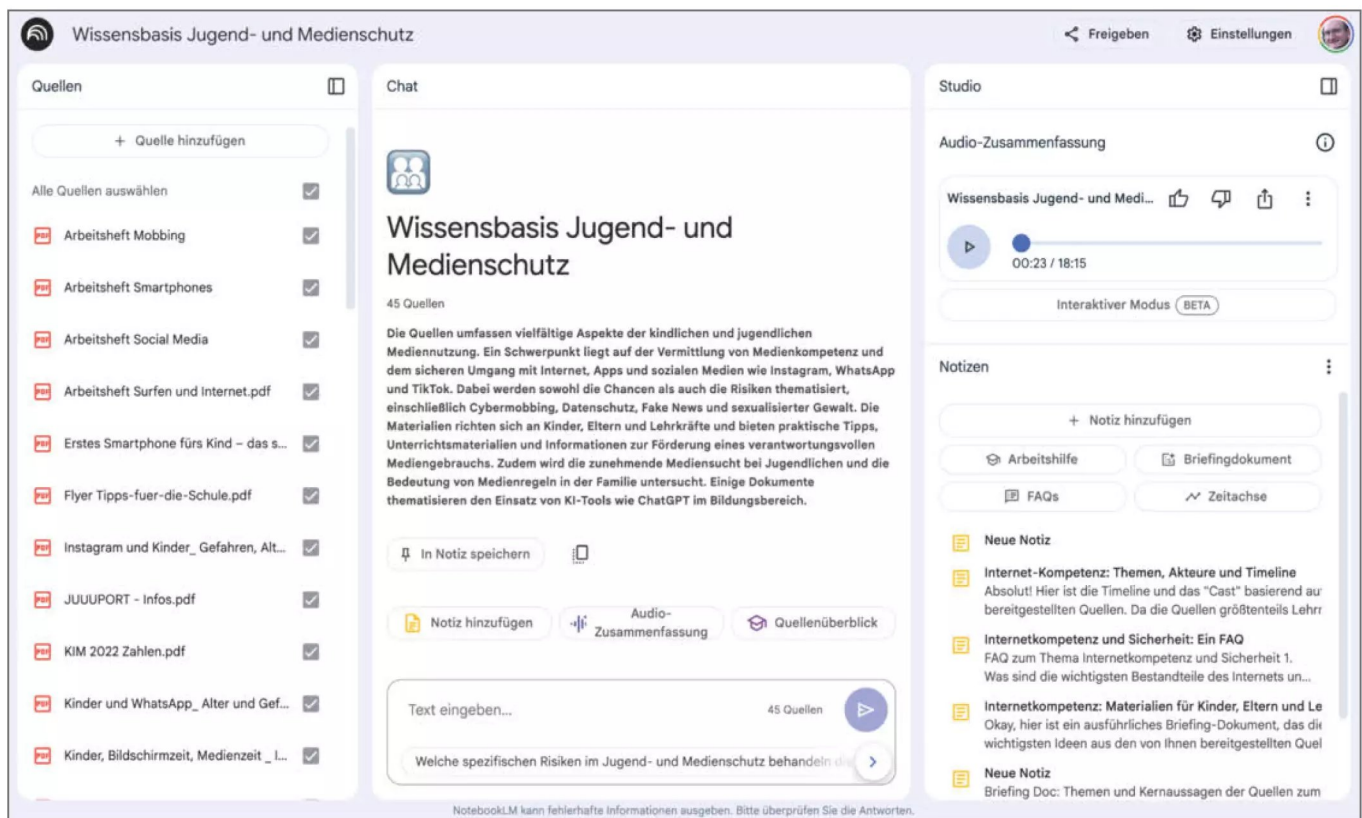 Wissensbasis Jugend- und Medienschutz
Freigeben
Einstellungen
Quellen
+ Quelle hinzufügen
Alle Quellen auswählen
PDF Arbeitsheft Mobbing
PDF Arbeitsheft Smartphones
PDF Arbeitsheft Social Media
PDF Arbeitsheft Surfen und Internet.pdf
PDF Erstes Smartphone fürs Kind – das s...
PDF Flyer Tipps-fuer-die-Schule.pdf
PDF Instagram und Kinder_ Gefahren, Alt...
PDF JUUUPORT - Infos.pdf
PDF KIM 2022 Zahlen.pdf
PDF Kinder und WhatsApp_ Alter und Gef...
PDF Kinder, Bildschirmzeit, Medienzeit _ I...
Chat
Wissensbasis Jugend- und
Medienschutz
45 Quellen
Die Quellen umfassen vielfältige Aspekte der kindlichen und jugendlichen
Mediennutzung. Ein Schwerpunkt liegt auf der Vermittlung von Medienkompetenz und
dem sicheren Umgang mit Internet, Apps und sozialen Medien wie Instagram, WhatsApp
und TikTok. Dabei werden sowohl die Chancen als auch die Risiken thematisiert,
einschließlich Cybermobbing, Datenschutz, Fake News und sexualisierter Gewalt. Die
Materialien richten sich an Kinder, Eltern und Lehrkräfte und bieten praktische Tipps,
Unterrichtsmaterialien und Informationen zur Förderung eines verantwortungsvollen
Mediengebrauchs. Zudem wird die zunehmende Mediensucht bei Jugendlichen und die
Bedeutung von Medienregeln in der Familie untersucht. Einige Dokumente
thematisieren den Einsatz von KI-Tools wie ChatGPT im Bildungsbereich.
In Notiz speichern
Notiz hinzufügen
Audio-
Zusammenfassung
Quellenüberblick
Text eingeben...
45 Quellen
Welche spezifischen Risiken im Jugend- und Medienschutz behandeln
Studio
Audio-Zusammenfassung
Wissensbasis Jugend- und Medi...
00:23 / 18:15
Interaktiver Modus BETA
Notizen
+ Notiz hinzufügen
Arbeitshilfe
Briefingdokument
FAQs
Zeitachse
Neue Notiz
Internet-Kompetenz: Themen, Akteure und Timeline
Absolut! Hier ist die Timeline und das "Cast" basierend au
bereitgestellten Quellen. Da die Quellen größtenteils Lehrr
Internetkompetenz und Sicherheit: Ein FAQ
FAQ zum Thema Internetkompetenz und Sicherheit 1.
Was sind die wichtigsten Bestandteile des Internets un...
Internetkompetenz: Materialien für Kinder, Eltern und Le
Okay, hier ist ein ausführliches Briefing-Dokument, das die
wichtigsten Ideen aus den von Ihnen bereitgestellten Quel
Neue Notiz
Briefing Doc: Themen und Kernaussagen der Quellen zum
NotebookLM kann fehlerhafte Informationen ausgeben. Bitte überprüfen Sie die Antworten.